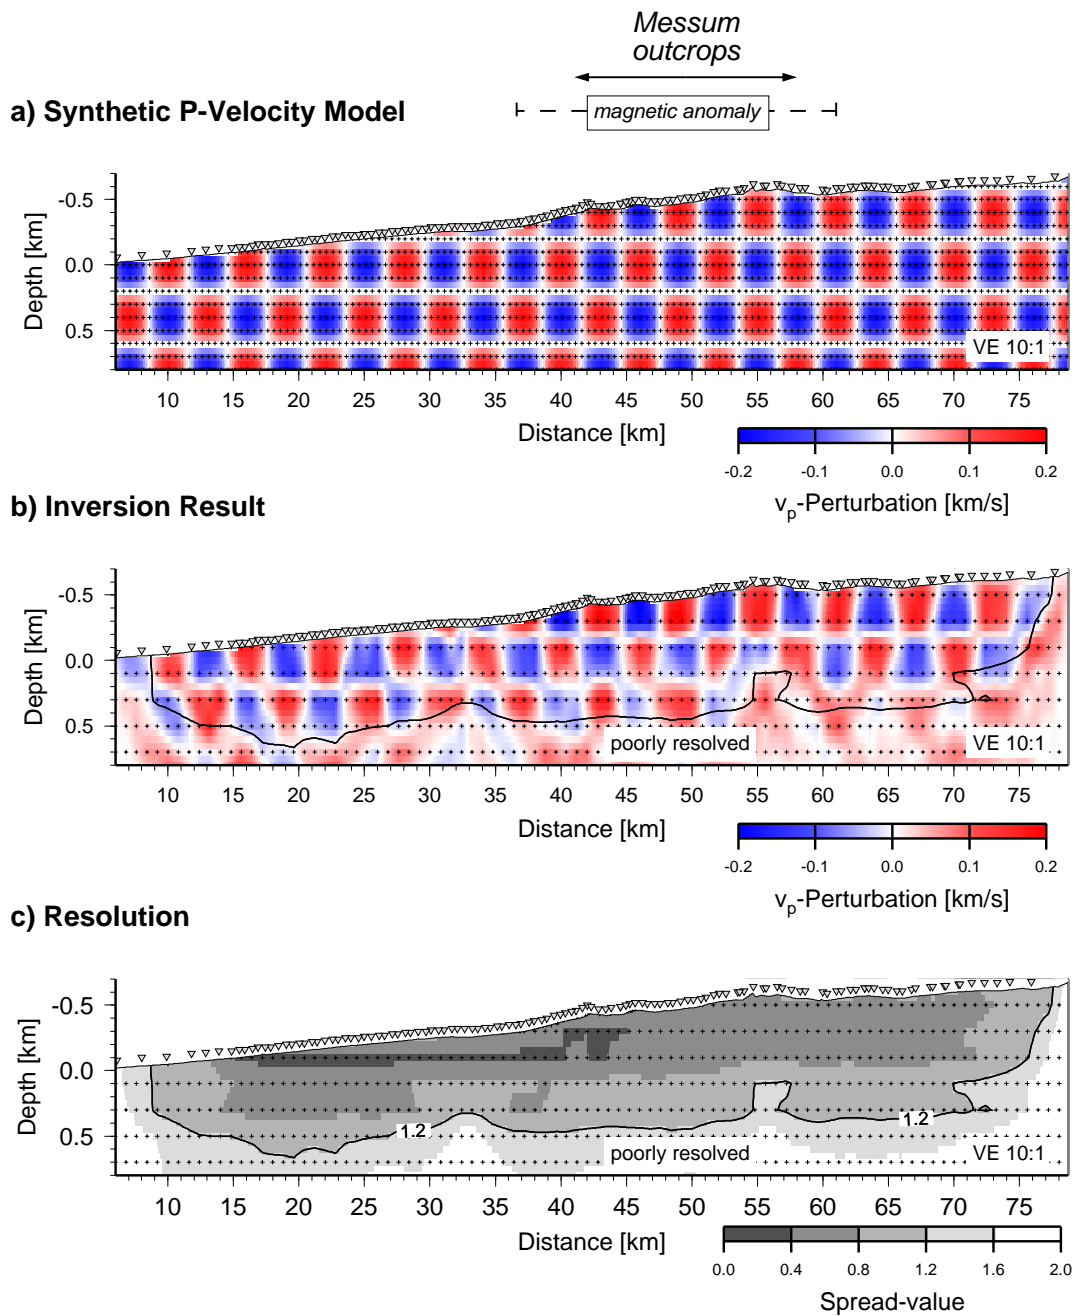 Messum
outcrops
a) Synthetic P-Velocity Model
magnetic anomaly
Depth [km]
-0.5
0.0
0.5
VE 10:1
10 15 20 25 30 35 40 45 50 55 60 65 70 75
Distance [km]
-0.2 -0.1 0.0 0.1 0.2
vp-Perturbation [km/s]
b) Inversion Result
Depth [km]
-0.5
0.0
0.5
poorly resolved
VE 10:1
10 15 20 25 30 35 40 45 50 55 60 65 70 75
Distance [km]
-0.2 -0.1 0.0 0.1 0.2
vp-Perturbation [km/s]
c) Resolution
Depth [km]
-0.5
0.0
0.5
1.2
1.2
poorly resolved
VE 10:1
10 15 20 25 30 35 40 45 50 55 60 65 70 75
Distance [km]
0.0 0.4 0.8 1.2 1.6 2.0
Spread-value